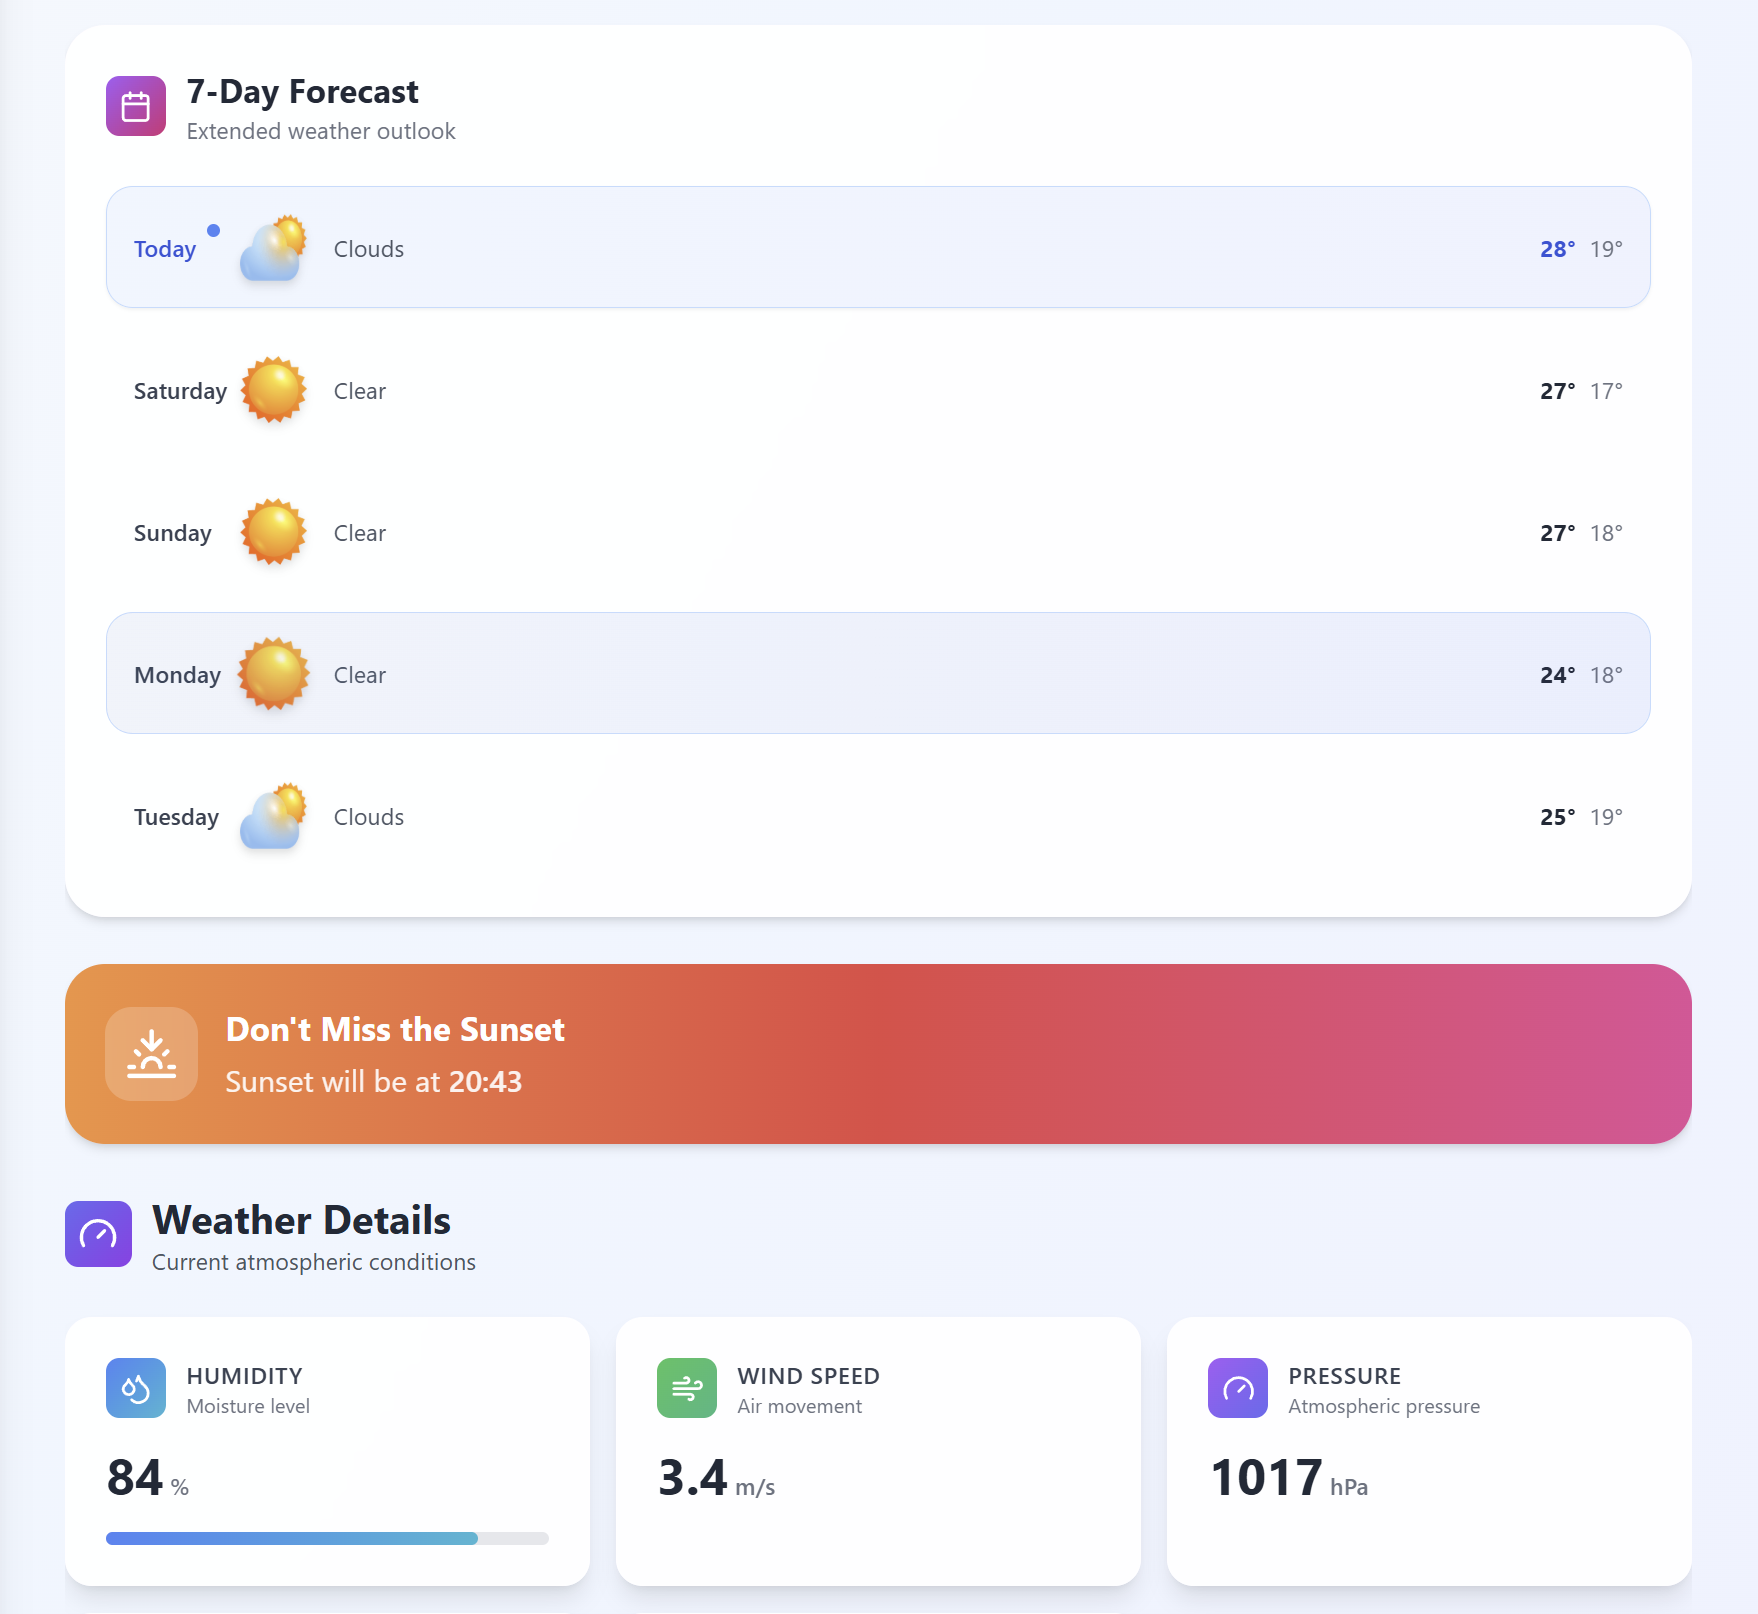 7-Day Forecast
Extended weather outlook
Today Clouds 28° 19°
Saturday Clear 27° 17°
Sunday Clear 27° 18°
Monday Clear 24° 18°
Tuesday Clouds 25° 19°
Don't Miss the Sunset
Sunset will be at 20:43
Weather Details
Current atmospheric conditions
HUMIDITY
Moisture level
84 %
WIND SPEED
Air movement
3.4 m/s
PRESSURE
Atmospheric pressure
1017 hPa